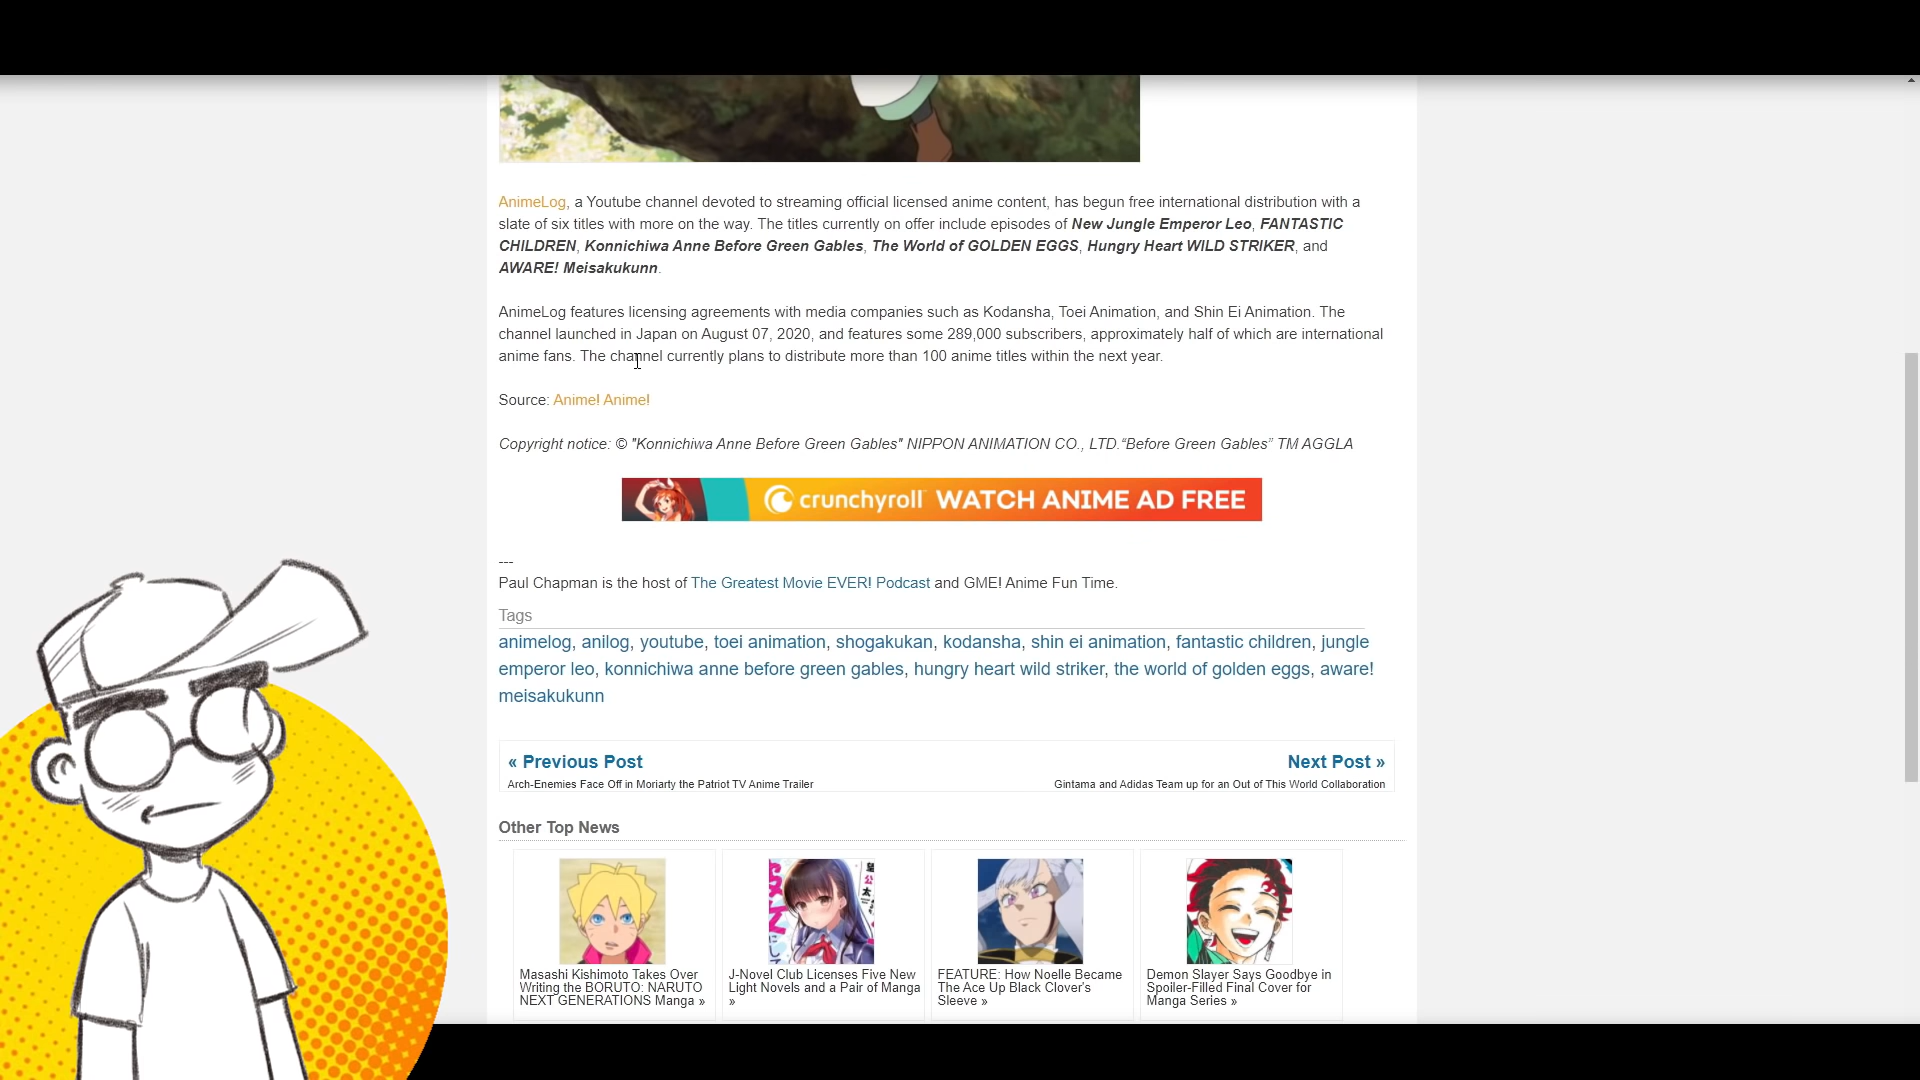 AnimeLog, a Youtube channel devoted to streaming official licensed anime content, has begun free international distribution with a
slate of six titles with more on the way. The titles currently on offer include episodes of New Jungle Emperor Leo, FANTASTIC
CHILDREN, Konnichiwa Anne Before Green Gables, The World of GOLDEN EGGS, Hungry Heart WILD STRIKER, and
AWARE! Meisakukunn.
AnimeLog features licensing agreements with media companies such as Kodansha, Toei Animation, and Shin Ei Animation. The
channel launched in Japan on August 07, 2020, and features some 289,000 subscribers, approximately half of which are international
anime fans. The channel currently plans to distribute more than 100 anime titles within the next year.
Source: Anime! Anime!
Copyright notice: © "Konnichiwa Anne Before Green Gables" NIPPON ANIMATION CO., LTD.“Before Green Gables” TM AGGLA
crunchyroll WATCH ANIME AD FREE
---
Paul Chapman is the host of The Greatest Movie EVER! Podcast and GME! Anime Fun Time.
Tags
animelog, anilog, youtube, toei animation, shogakukan, kodansha, shin ei animation, fantastic children, jungle
emperor leo, konnichiwa anne before green gables, hungry heart wild striker, the world of golden eggs, aware!
meisakukunn
« Previous Post
Arch-Enemies Face Off in Moriarty the Patriot TV Anime Trailer
Next Post »
Gintama and Adidas Team up for an Out of This World Collaboration
Other Top News
Masashi Kishimoto Takes Over
Writing the BORUTO: NARUTO
NEXT GENERATIONS Manga »
J-Novel Club Licenses Five New
Light Novels and a Pair of Manga
»
FEATURE: How Noelle Became
The Ace Up Black Clover's
Sleeve »
Demon Slayer Says Goodbye in
Spoiler-Filled Final Cover for
Manga Series »